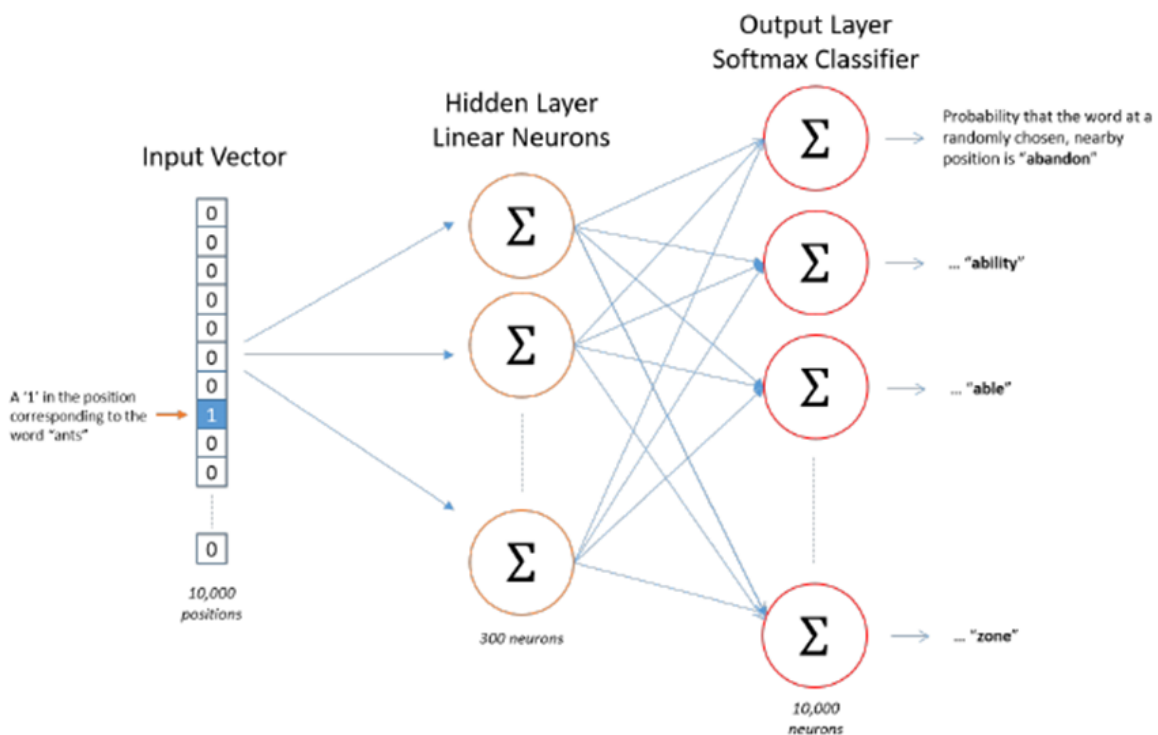 Output Layer
Softmax Classifier
Hidden Layer
Linear Neurons
Input Vector
0
0
0
0
0
0
0
1
0
0
0
A ‘1’ in the position
corresponding to the
word “ants”
10,000
positions
Σ
Σ
Σ
300 neurons
Σ
Σ
Σ
Σ
10,000
neurons
Probability that the word at a
randomly chosen, nearby
position is “abandon”
... “ability”
... “able”
... “zone”